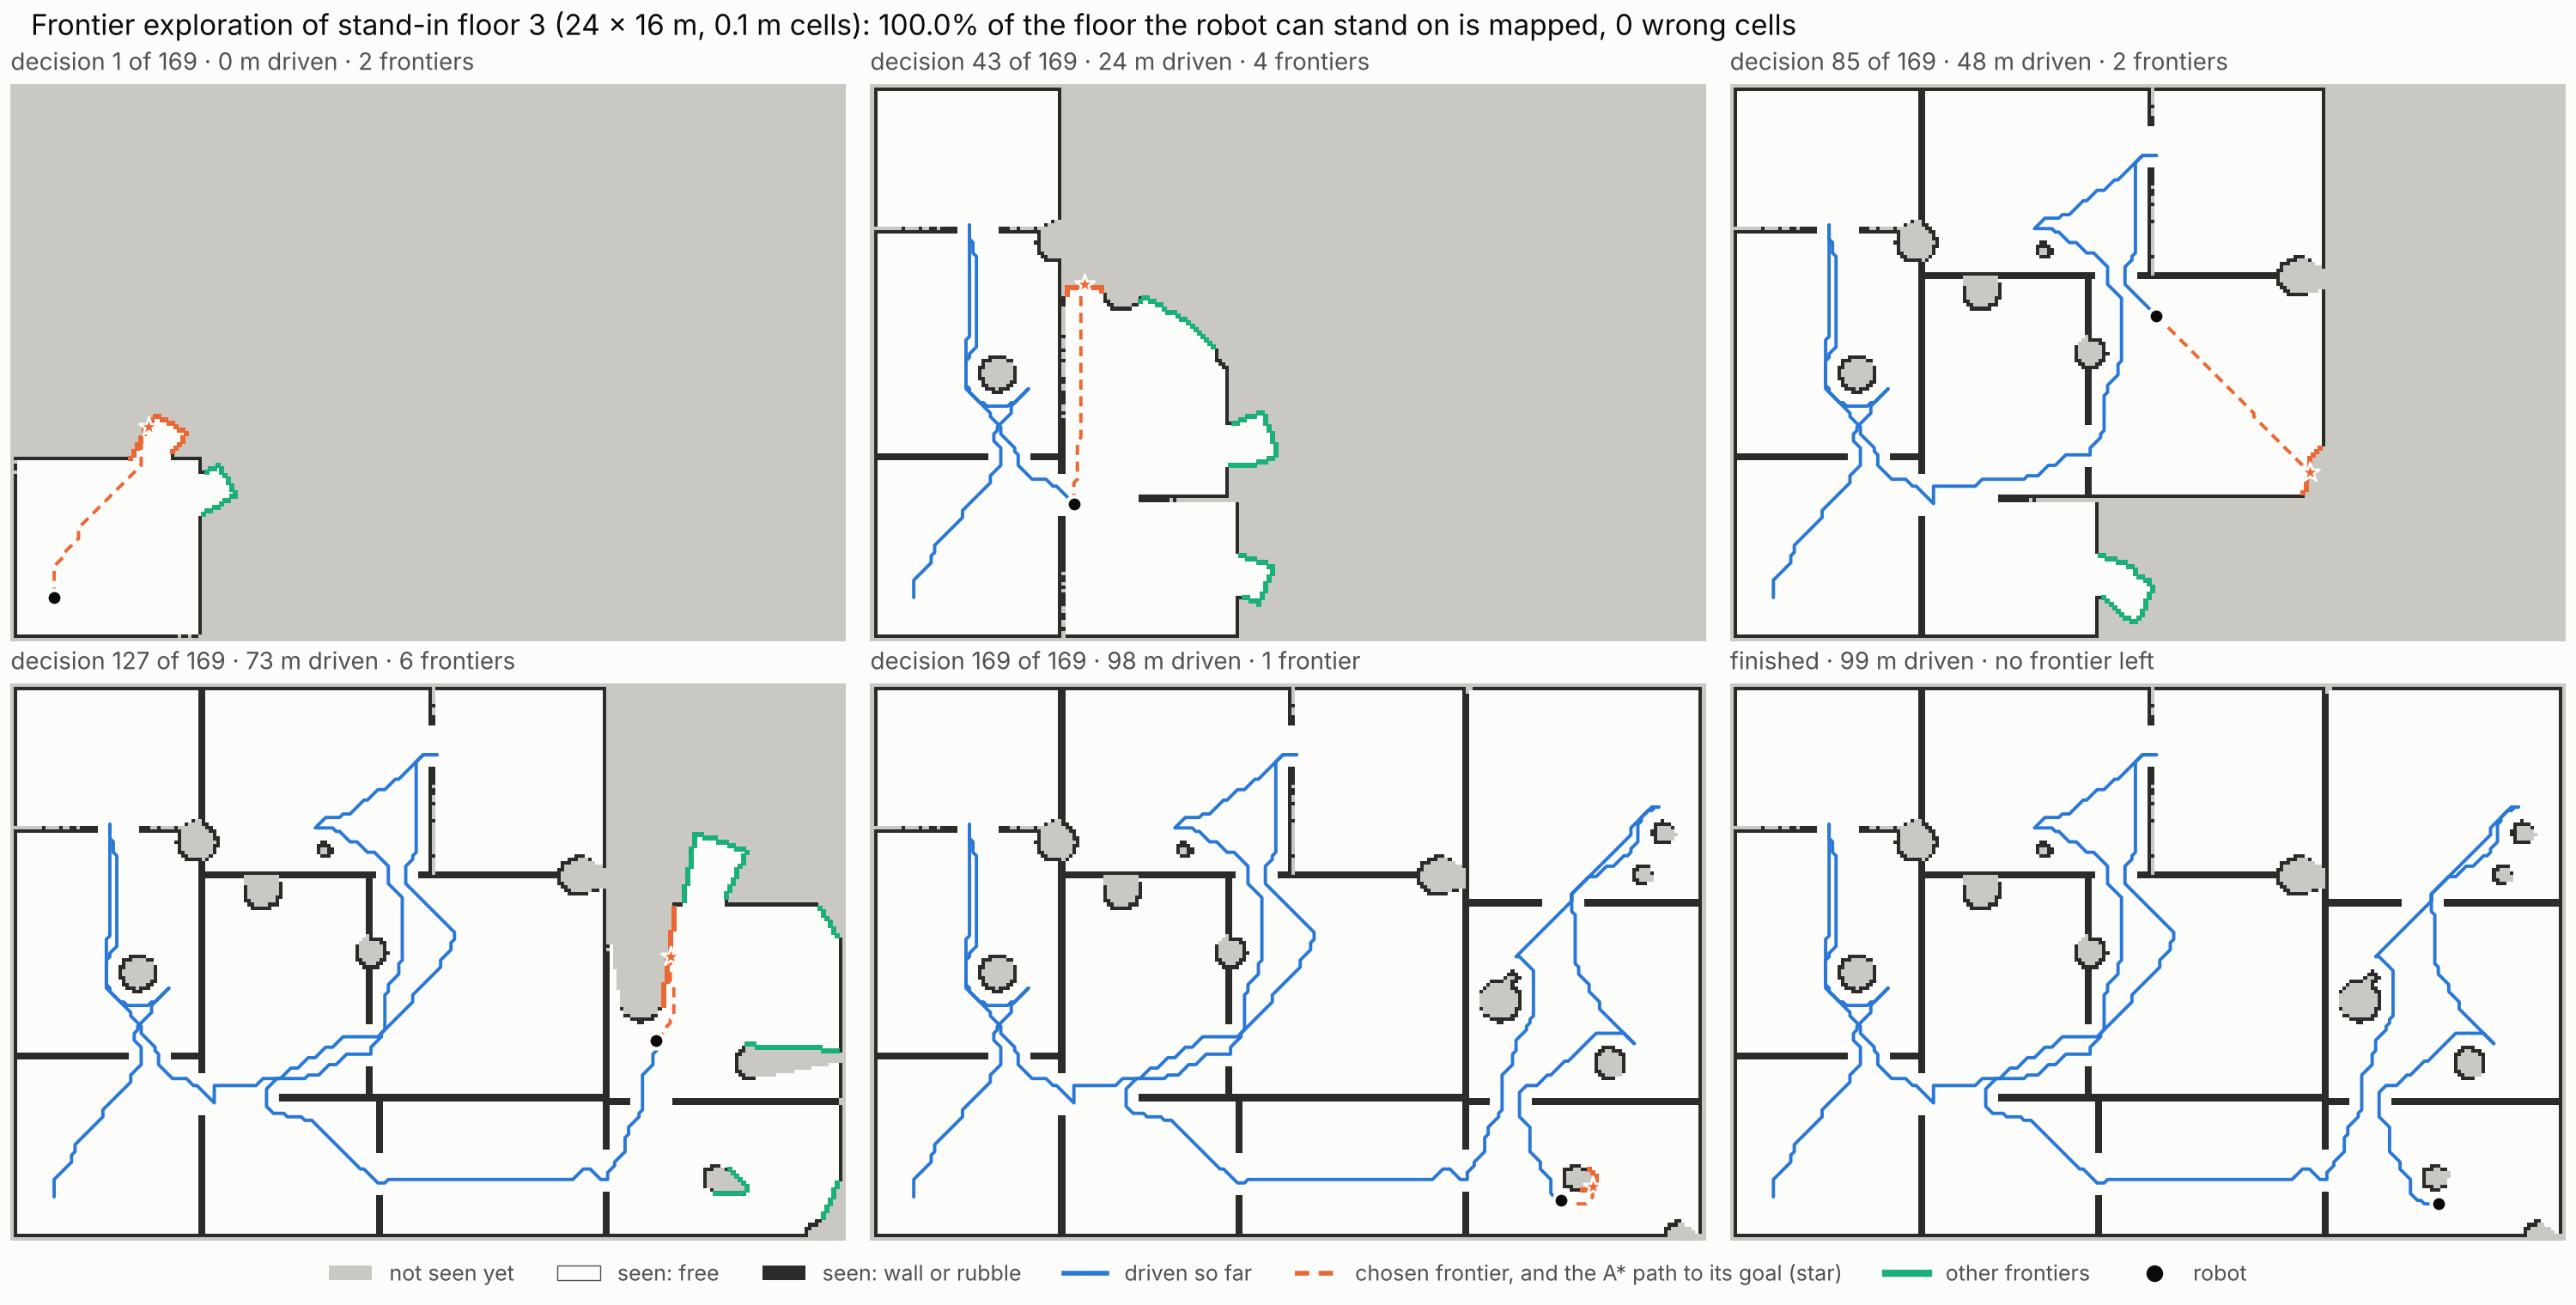 Frontier exploration of stand-in floor 3 (24 × 16 m, 0.1 m cells): 100.0% of the floor the robot can stand on is mapped, 0 wrong cells
decision 1 of 169 · 0 m driven · 2 frontiers
decision 43 of 169 · 24 m driven · 4 frontiers
decision 85 of 169 · 48 m driven · 2 frontiers
decision 127 of 169 · 73 m driven · 6 frontiers
decision 169 of 169 · 98 m driven · 1 frontier
finished · 99 m driven · no frontier left
not seen yet
seen: free
seen: wall or rubble
driven so far
chosen frontier, and the A* path to its goal (star)
other frontiers
robot